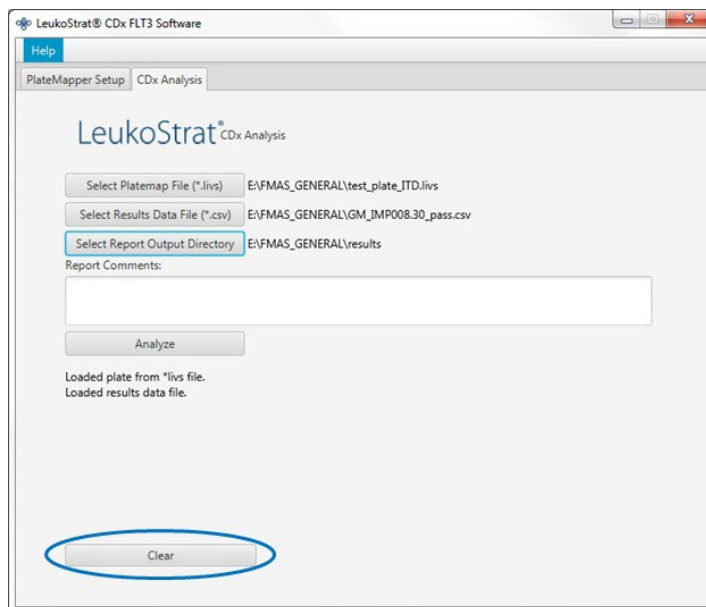 LeukoStrat® CDx FLT3 Software
Help
PlateMapper Setup CDx Analysis
LeukoStrat® CDx Analysis
Select Platemap File (*.livs) E:\FMAS_GENERAL\test_plate_ITD.livs
Select Results Data File (*.csv) E:\FMAS_GENERAL\GM_IMP008.30_pass.csv
Select Report Output Directory E:\FMAS_GENERAL\results
Report Comments:
Analyze
Loaded plate from *livs file.
Loaded results data file.
Clear